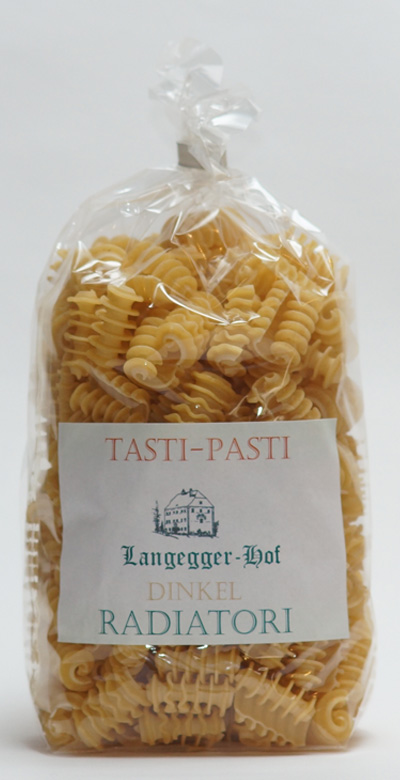 TASTI-PASTI
Langegger-Hof
DINKEL
RADIATORI